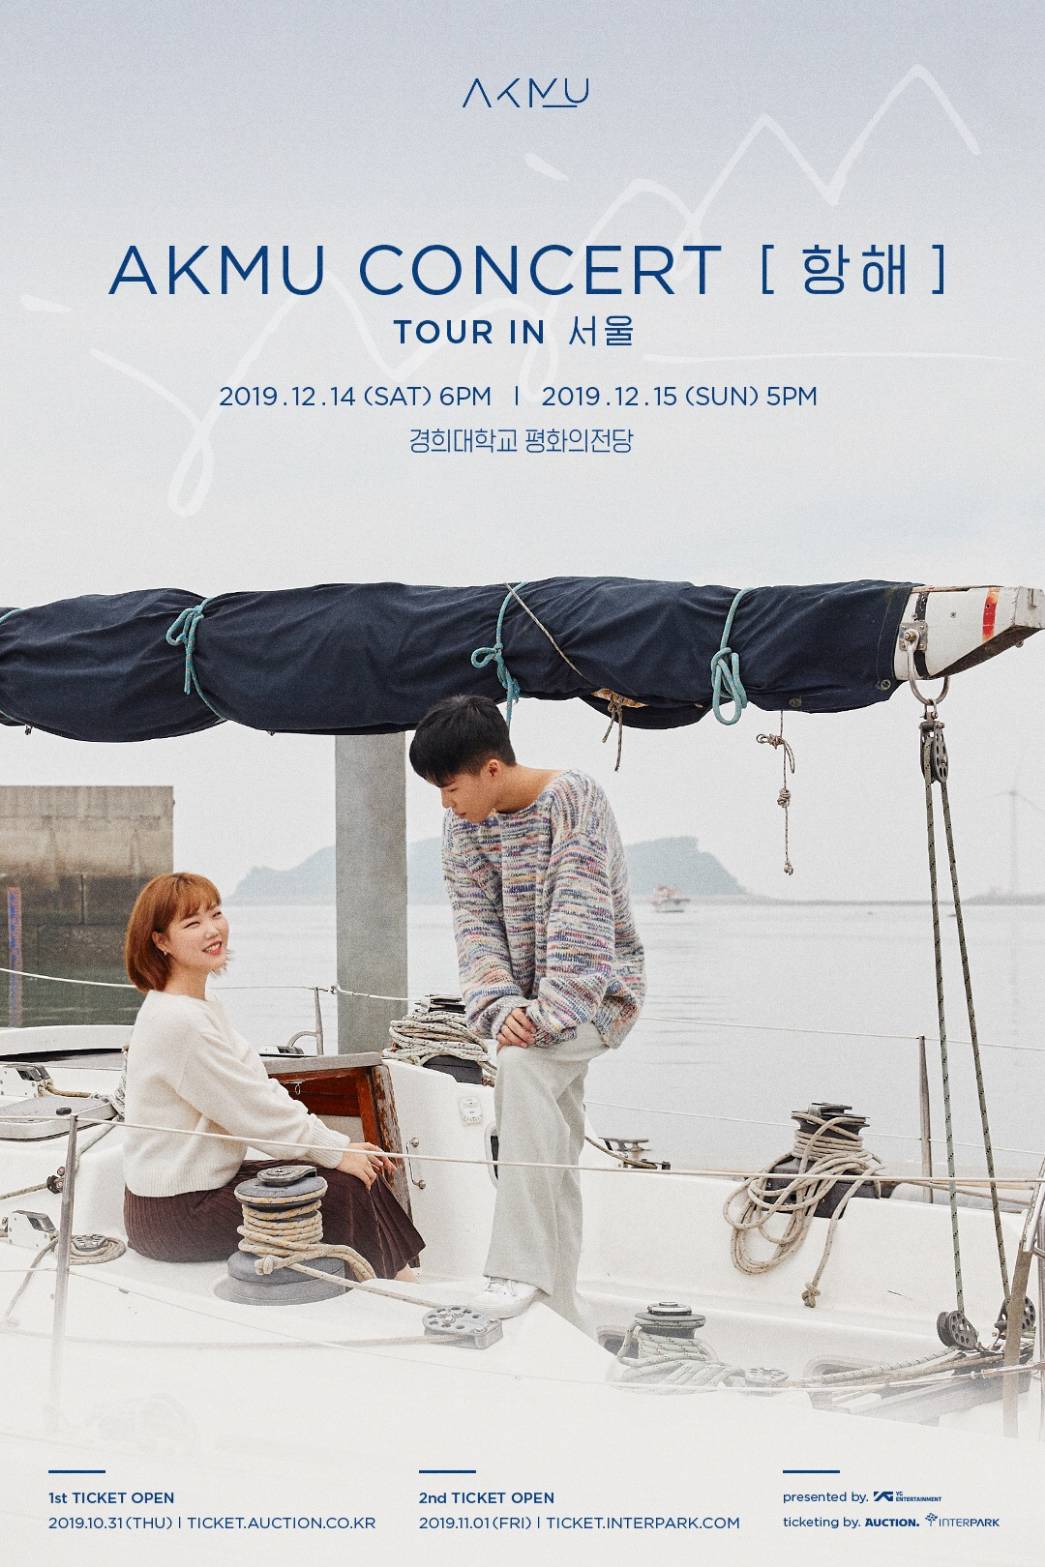 AKMU
AKMU CONCERT [ 항해 ]
TOUR IN 서울
2019.12.14 (SAT) 6PM | 2019.12.15 (SUN) 5PM
경희대학교 평화의전당
1st TICKET OPEN
2019.10.31 (THU) | TICKET.AUCTION.CO.KR
2nd TICKET OPEN
2019.11.01 (FRI) | TICKET.INTERPARK.COM
presented by. YG YG ENTERTAINMENT
ticketing by. AUCTION. INTERPARK